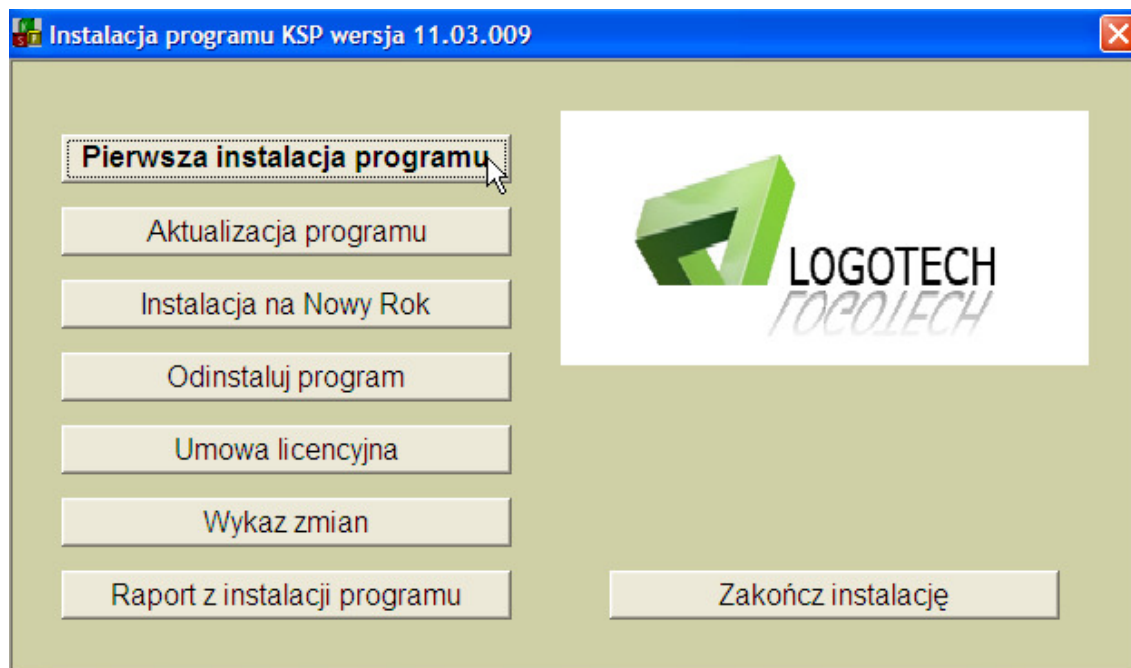 Instalacja programu KSP wersja 11.03.009
Pierwsza instalacja programu
Aktualizacja programu
Instalacja na Nowy Rok
Odinstaluj program
Umowa licencyjna
Wykaz zmian
Raport z instalacji programu
LOGOTECH
Zakończ instalację